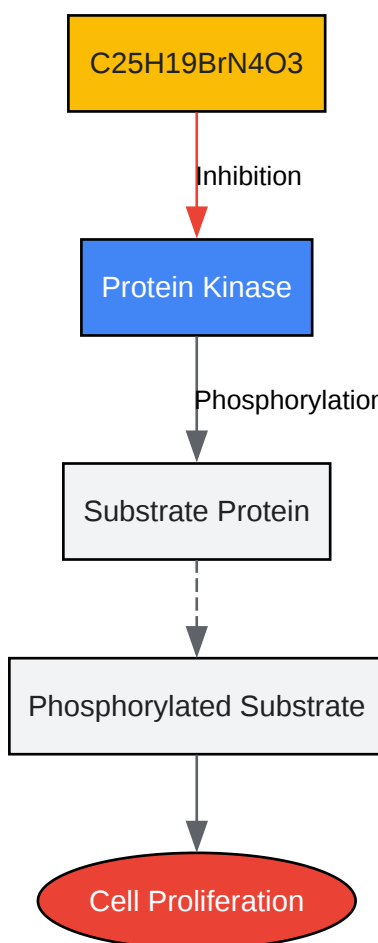 C25H19BrN4O3
Inhibition
Protein Kinase
Phosphorylation
Substrate Protein
Phosphorylated Substrate
Cell Proliferation